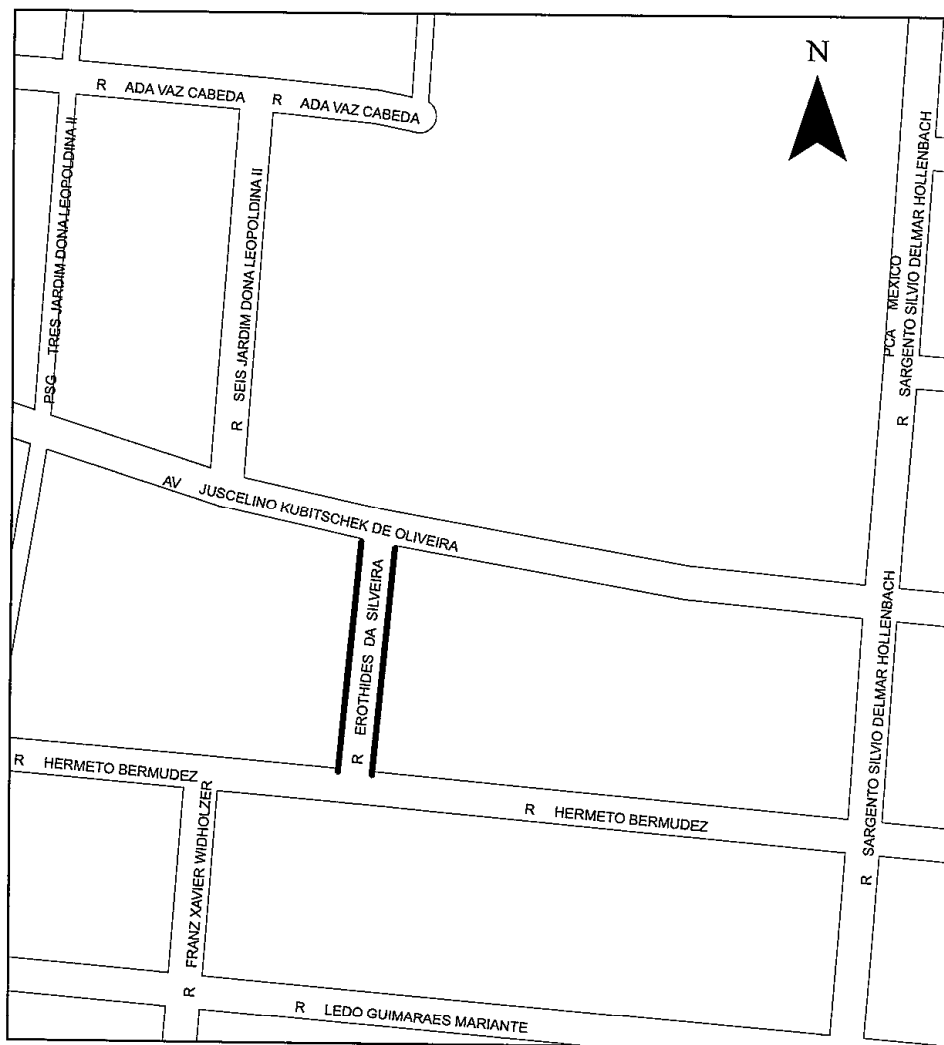 N
R ADA VAZ CABEDA
R ADA VAZ CABEDA
PSG TRES JARDIM DONA LEOPOLDINA II
R SEIS JARDIM DONA LEOPOLDINA II
PCA MEXICO
R SARGENTO SILVIO DELMAR HOLLENBACH
AV JUSCELINO KUBITSCHEK DE OLIVEIRA
R EROTHIDES DA SILVEIRA
R SARGENTO SILVIO DELMAR HOLLENBACH
R HERMETO BERMUDEZ
R HERMETO BERMUDEZ
R FRANZ XAVIER WIDHOLZER
R LEDO GUIMARAES MARIANTE